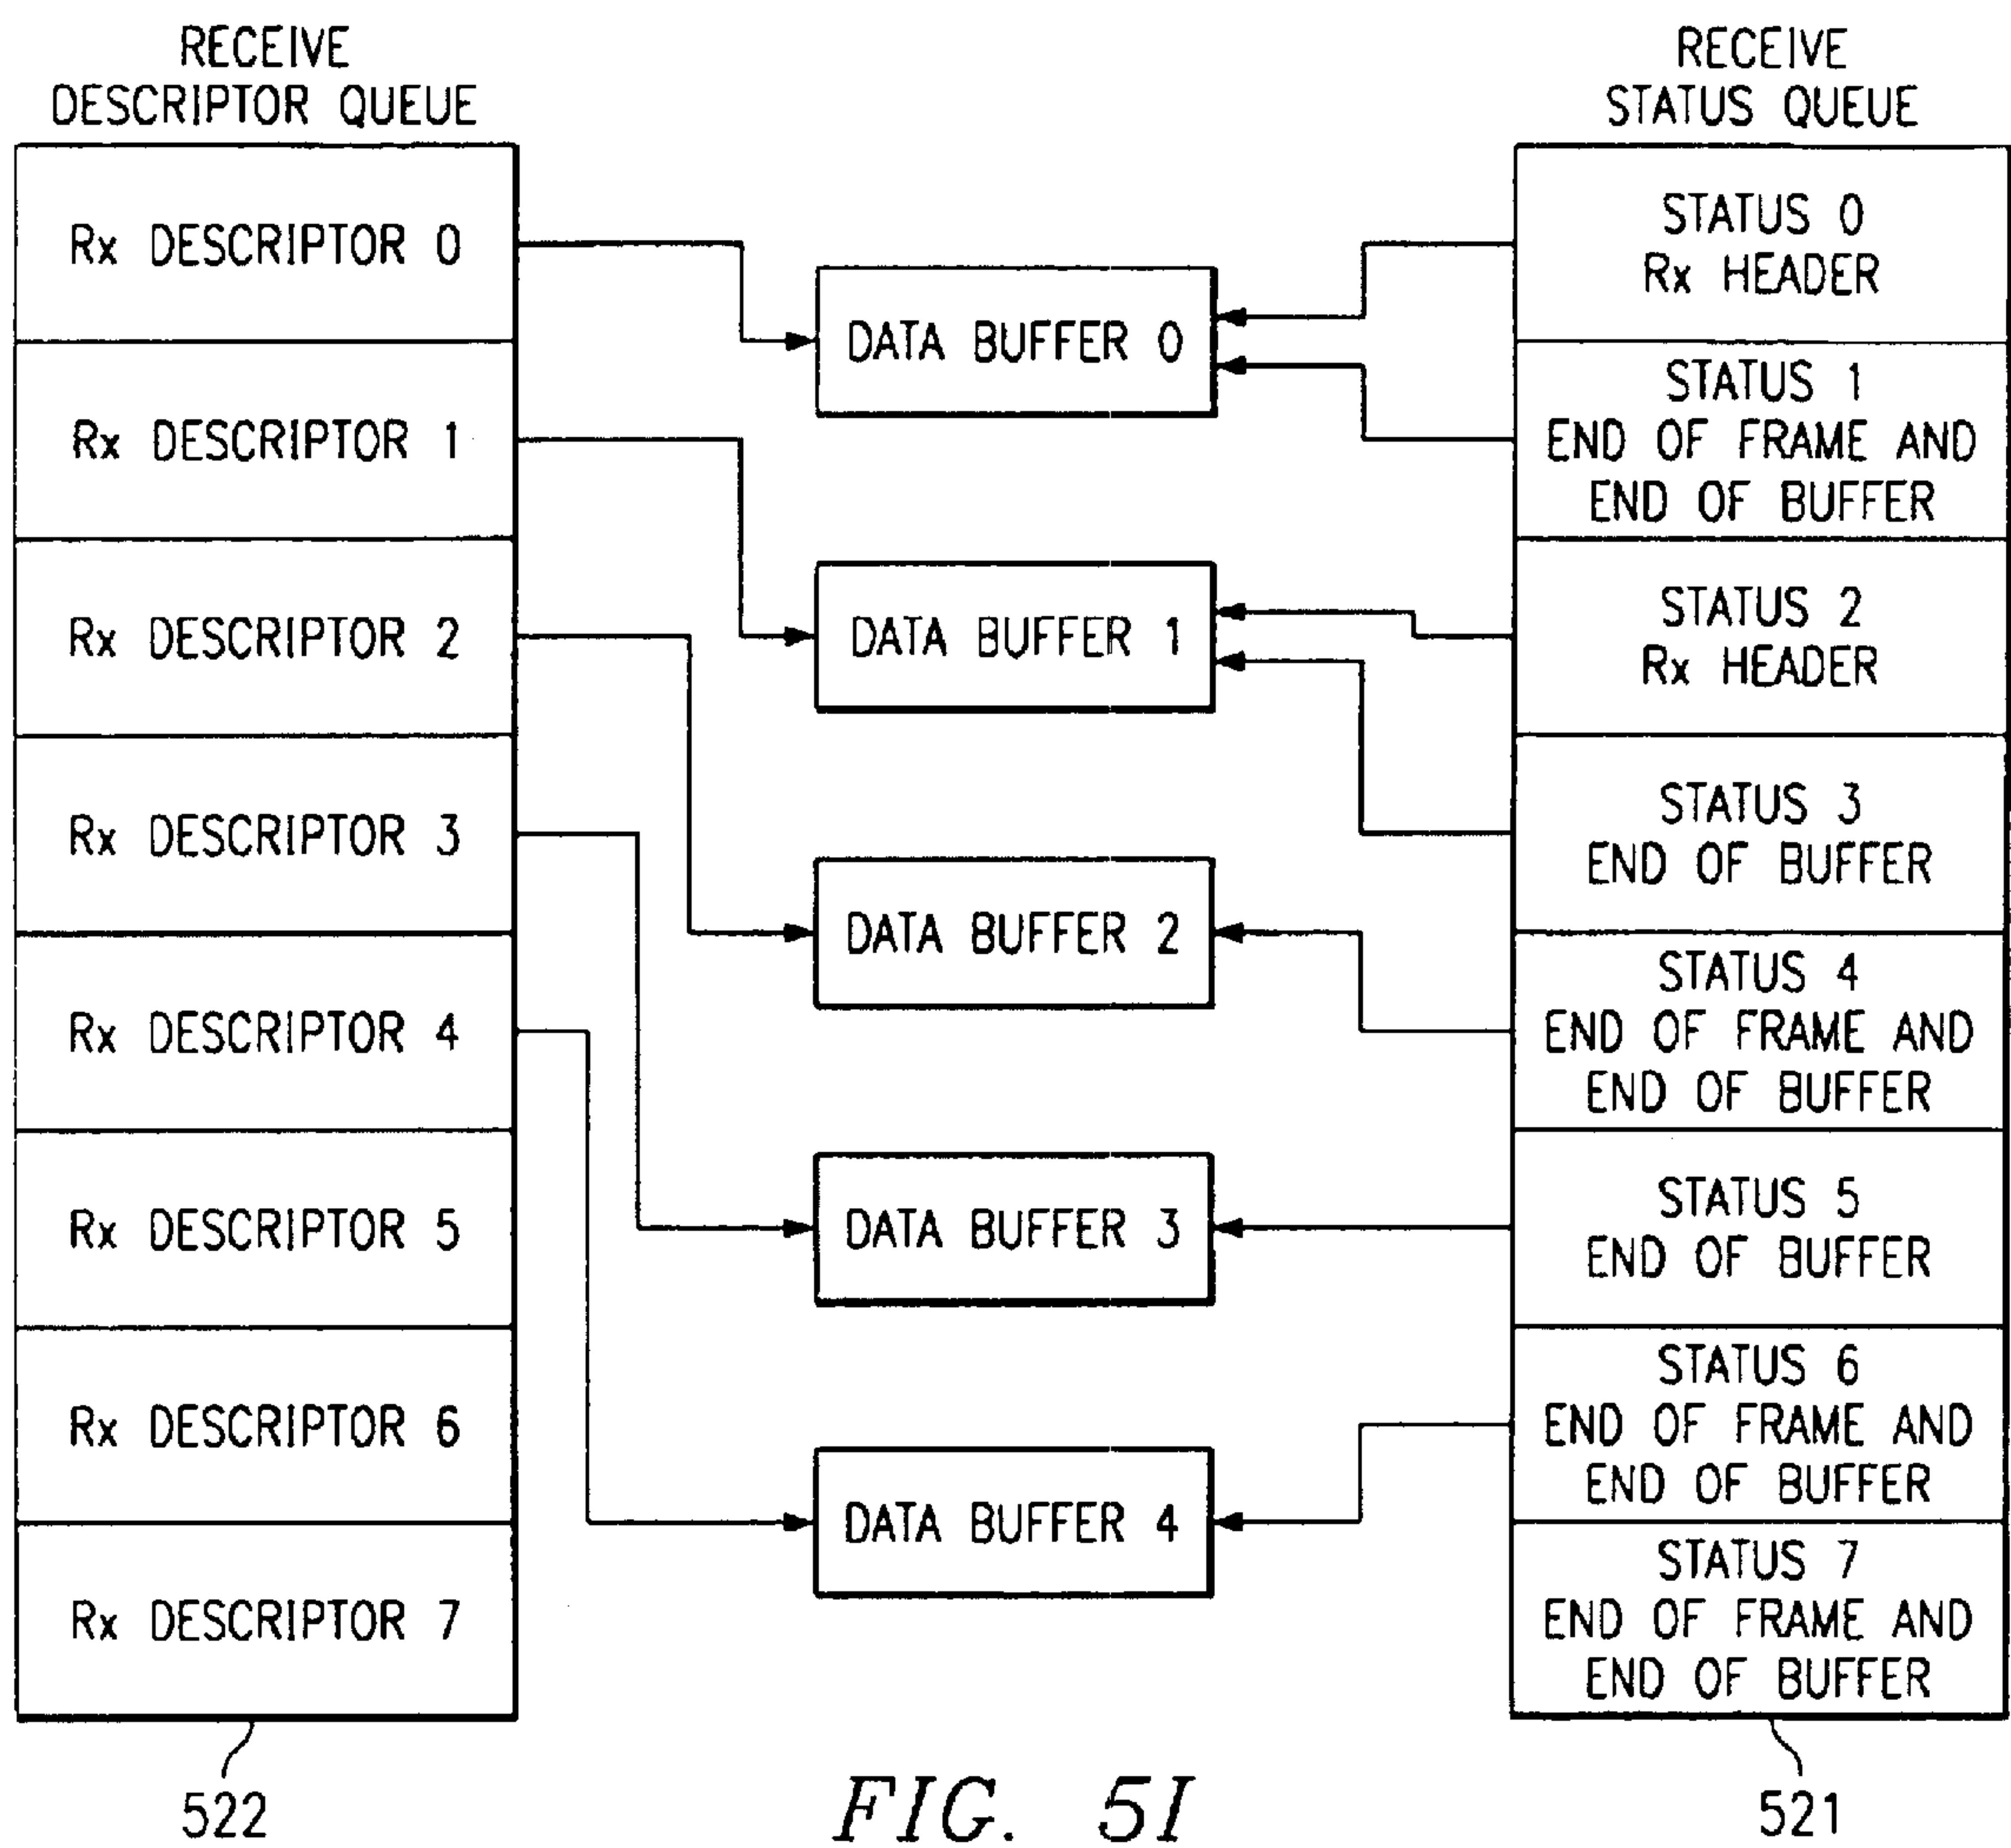 RECEIVE
DESCRIPTOR QUEUE
Rx DESCRIPTOR 0
Rx DESCRIPTOR 1
Rx DESCRIPTOR 2
Rx DESCRIPTOR 3
Rx DESCRIPTOR 4
Rx DESCRIPTOR 5
Rx DESCRIPTOR 6
Rx DESCRIPTOR 7
522
DATA BUFFER 0
DATA BUFFER 1
DATA BUFFER 2
DATA BUFFER 3
DATA BUFFER 4
RECEIVE
STATUS QUEUE
STATUS 0
Rx HEADER
STATUS 1
END OF FRAME AND
END OF BUFFER
STATUS 2
Rx HEADER
STATUS 3
END OF BUFFER
STATUS 4
END OF FRAME AND
END OF BUFFER
STATUS 5
END OF BUFFER
STATUS 6
END OF FRAME AND
END OF BUFFER
STATUS 7
END OF FRAME AND
END OF BUFFER
521
FIG. 5I